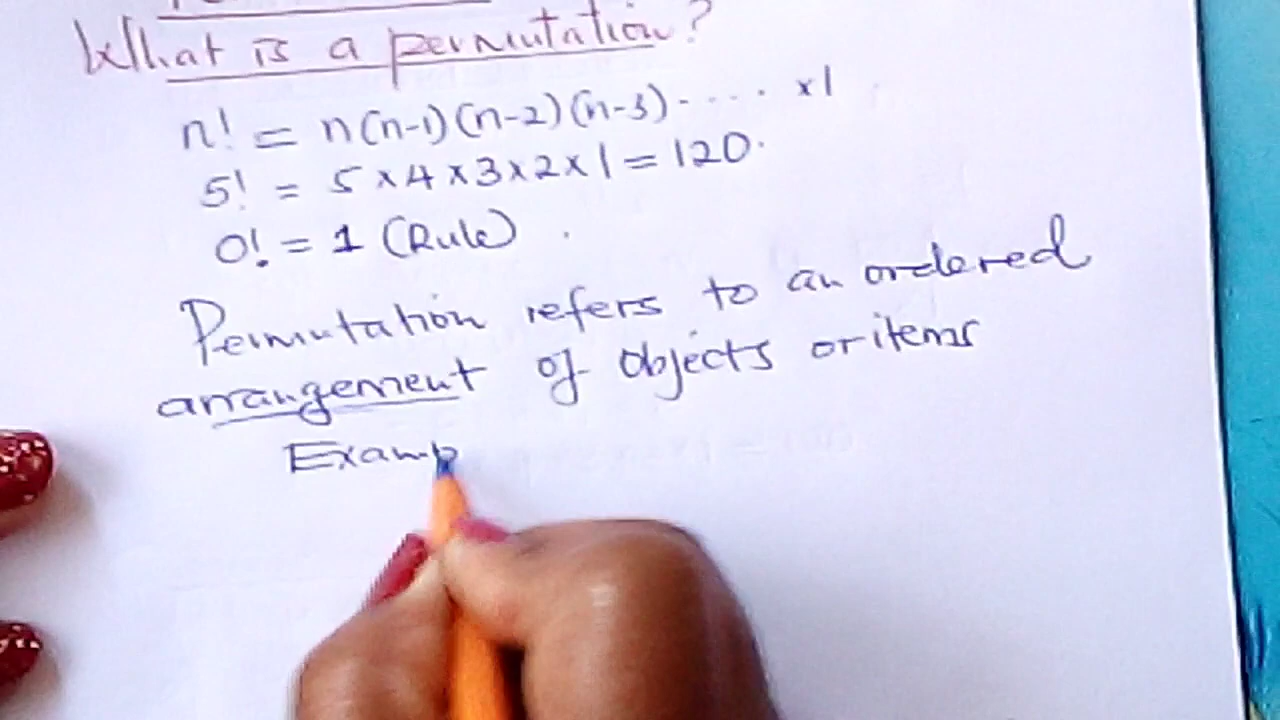 What is a permutation?
n! = n(n-1)(n-2)(n-3)-.... x1
5! = 5x4x3x2x1 = 120.
0! = 1 (Rule).
Permutation refers to an ordered
arrangement of objects or items
Examp